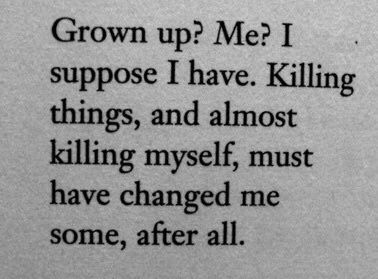 Grown up? Me? I
suppose I have. Killing
things, and almost
killing myself, must
have changed me
some, after all.